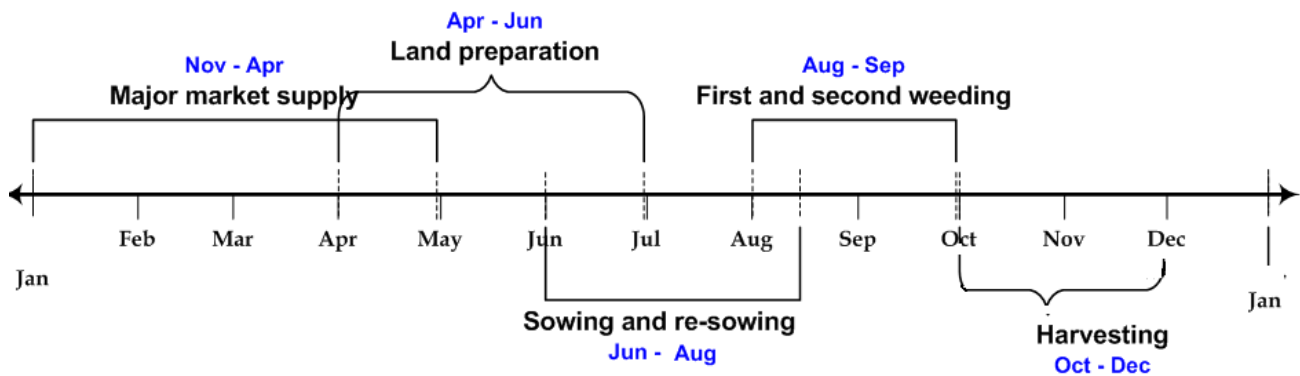 Apr - Jun
Land preparation
Nov - Apr
Major market supply
Aug - Sep
First and second weeding
Feb Mar Apr May Jun Jul Aug Sep Oct Nov Dec
Jan
Jan
Sowing and re-sowing
Jun - Aug
Harvesting
Oct - Dec